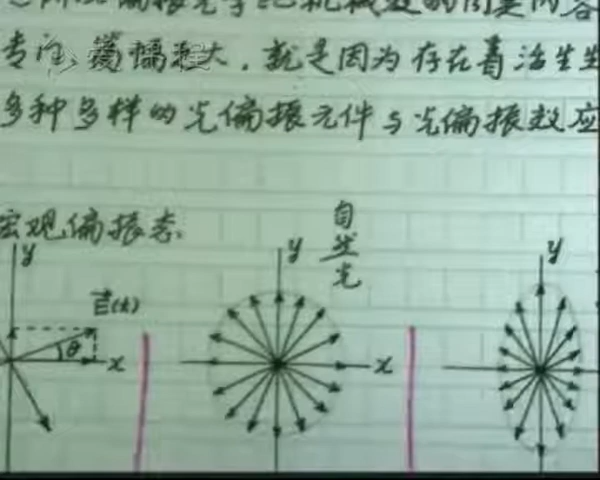 专门 篇幅程大，就是因为存在着活生生
多种多样的光偏振元件与光偏振效应
宏观偏振态
自然光
y
y
y
E(t)
θ
x
x